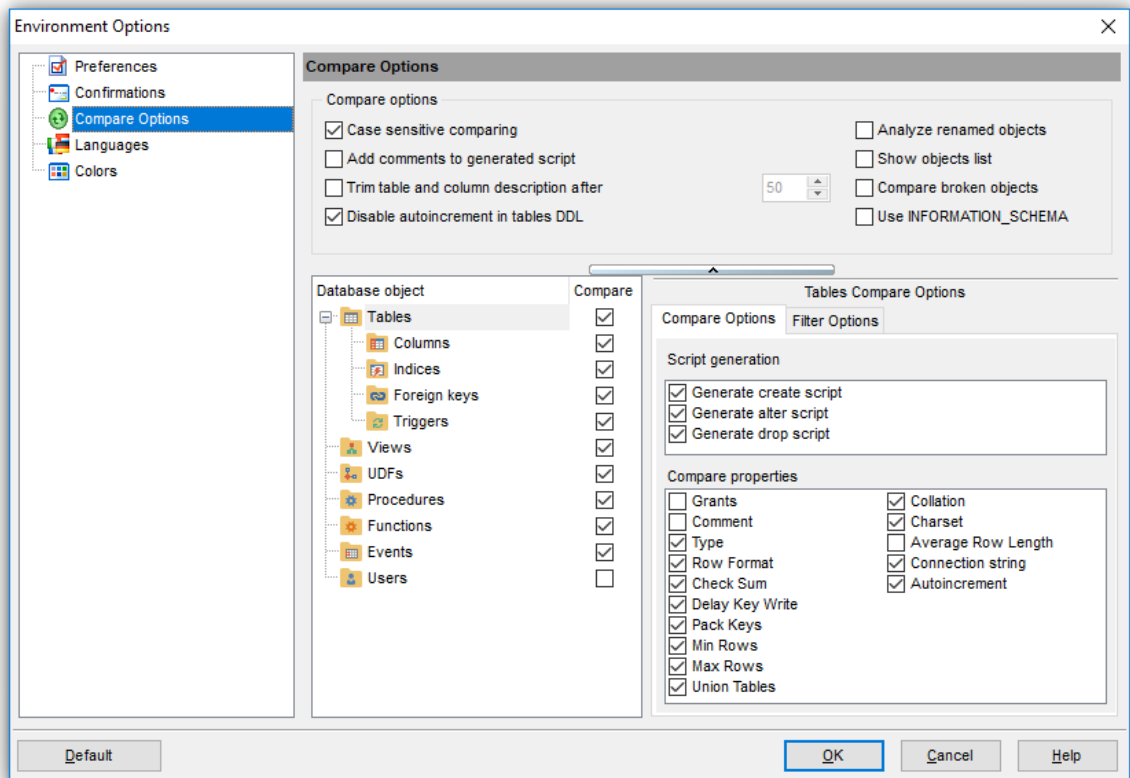 Environment Options
Preferences
Confirmations
Compare Options
Languages
Colors
Compare Options
Compare options
Case sensitive comparing
Add comments to generated script
Trim table and column description after
50
Disable autoincrement in tables DDL
Analyze renamed objects
Show objects list
Compare broken objects
Use INFORMATION_SCHEMA
Database object Compare
Tables
Columns
Indices
Foreign keys
Triggers
Views
UDFs
Procedures
Functions
Events
Users
Tables Compare Options
Compare Options Filter Options
Script generation
Generate create script
Generate alter script
Generate drop script
Compare properties
Grants
Comment
Type
Row Format
Check Sum
Delay Key Write
Pack Keys
Min Rows
Max Rows
Union Tables
Collation
Charset
Average Row Length
Connection string
Autoincrement
Default OK Cancel Help